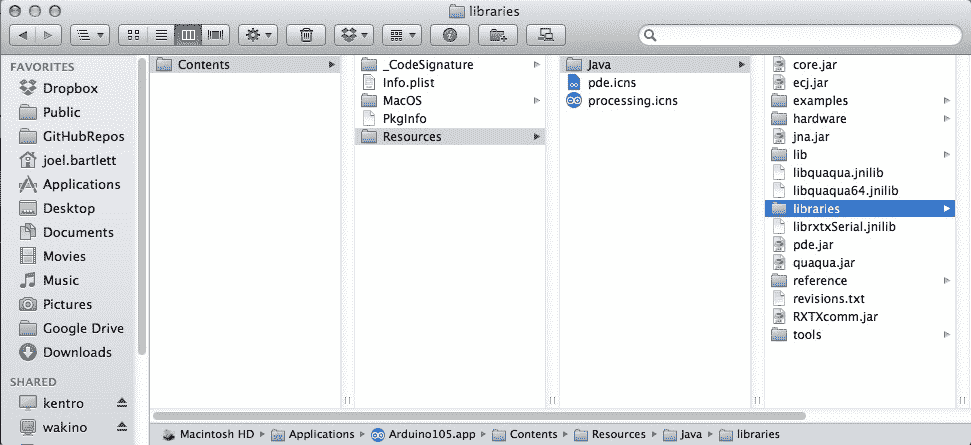 libraries
FAVORITES
Dropbox
Public
GitHubRepos
joel.bartlett
Applications
Desktop
Documents
Movies
Music
Pictures
Google Drive
Downloads
SHARED
kentro
wakino
Contents
_CodeSignature
Info.plist
MacOS
PkgInfo
Resources
Java
pde.icns
processing.icns
core.jar
ecj.jar
examples
hardware
jna.jar
lib
libquaqua.jnilib
libquaqua64.jnilib
libraries
librxtxSerial.jnilib
pde.jar
quaqua.jar
reference
revisions.txt
RXTXcomm.jar
tools
Macintosh HD ▸ Applications ▸ Arduino105.app ▸ Contents ▸ Resources ▸ Java ▸ libraries